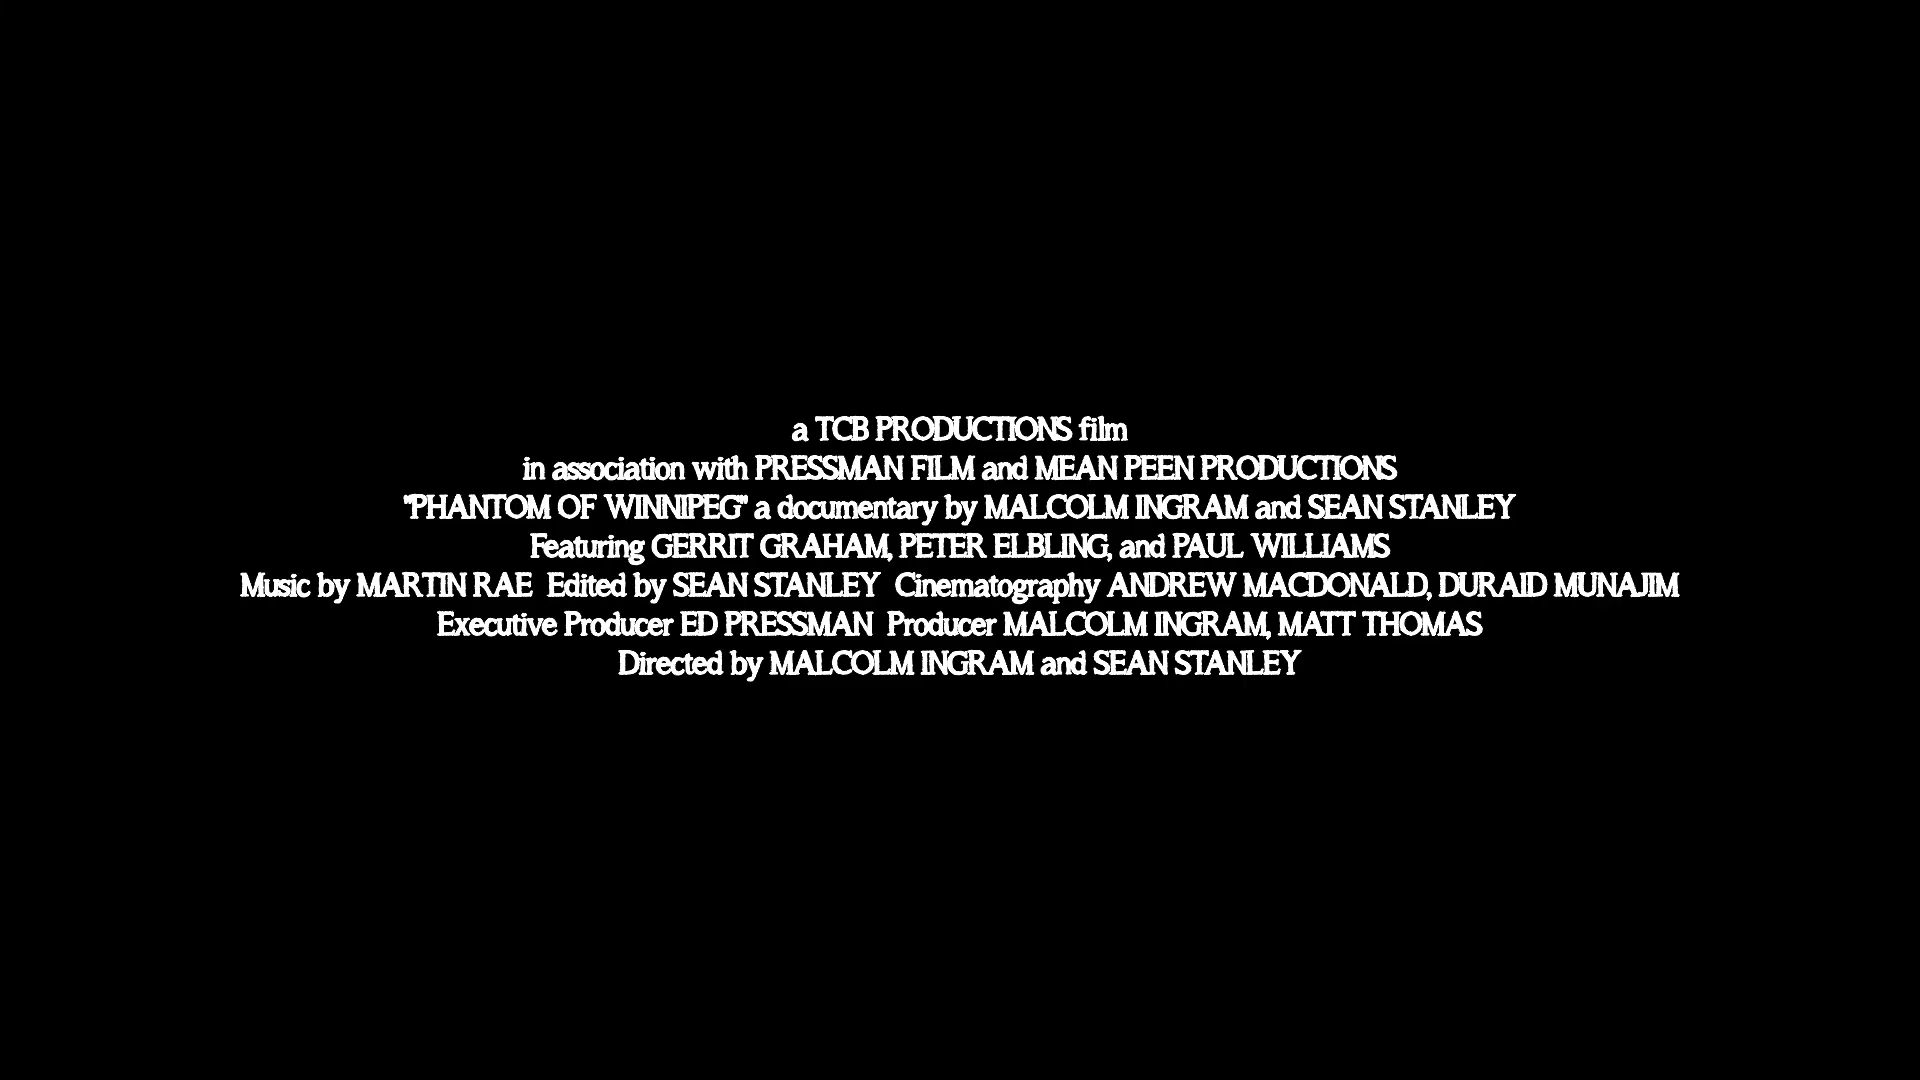 a TCB PRODUCTIONS film
in association with PRESSMAN FILM and MEAN PEEN PRODUCTIONS
"PHANTOM OF WINNIPEG" a documentary by MALCOLM INGRAM and SEAN STANLEY
Featuring GERRIT GRAHAM, PETER ELBLING, and PAUL WILLIAMS
Music by MARTIN RAE  Edited by SEAN STANLEY  Cinematography ANDREW MACDONALD, DURAID MUNAJIM
Executive Producer ED PRESSMAN  Producer MALCOLM INGRAM, MATT THOMAS
Directed by MALCOLM INGRAM and SEAN STANLEY